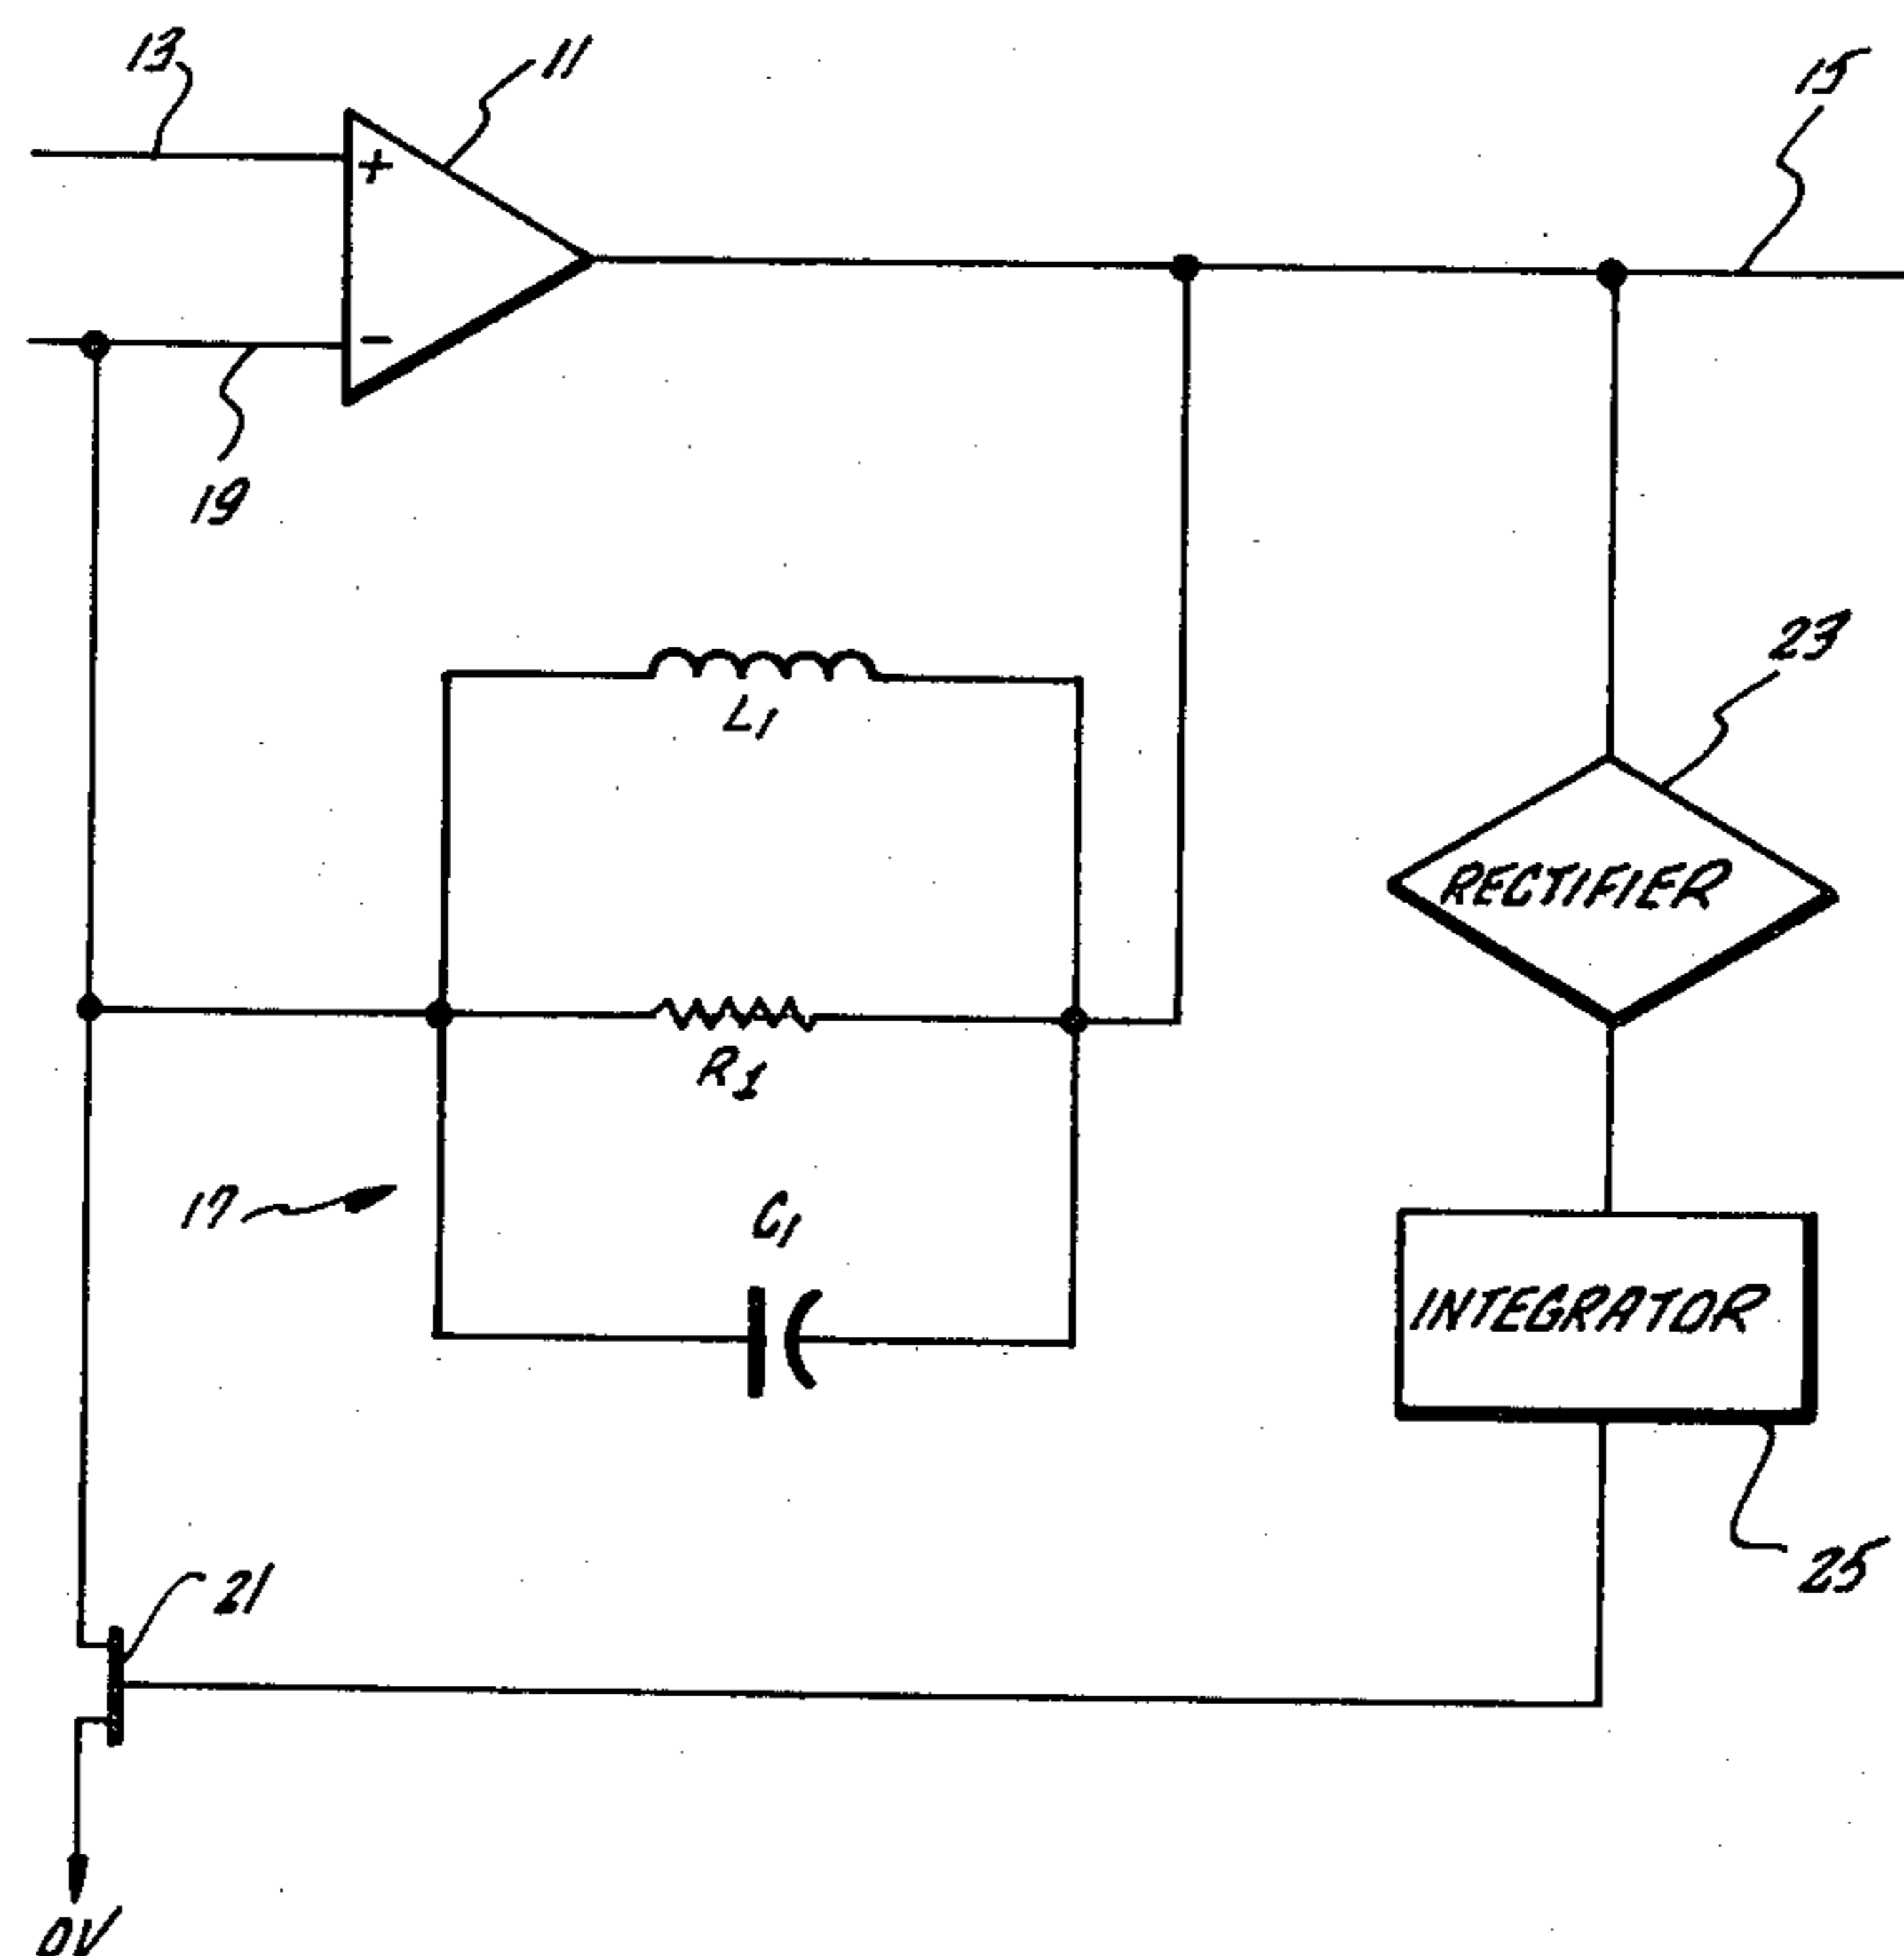 13
11
15
+
-
19
23
L1
RECTIFIER
R1
17
C1
INTEGRATOR
21
25
0V